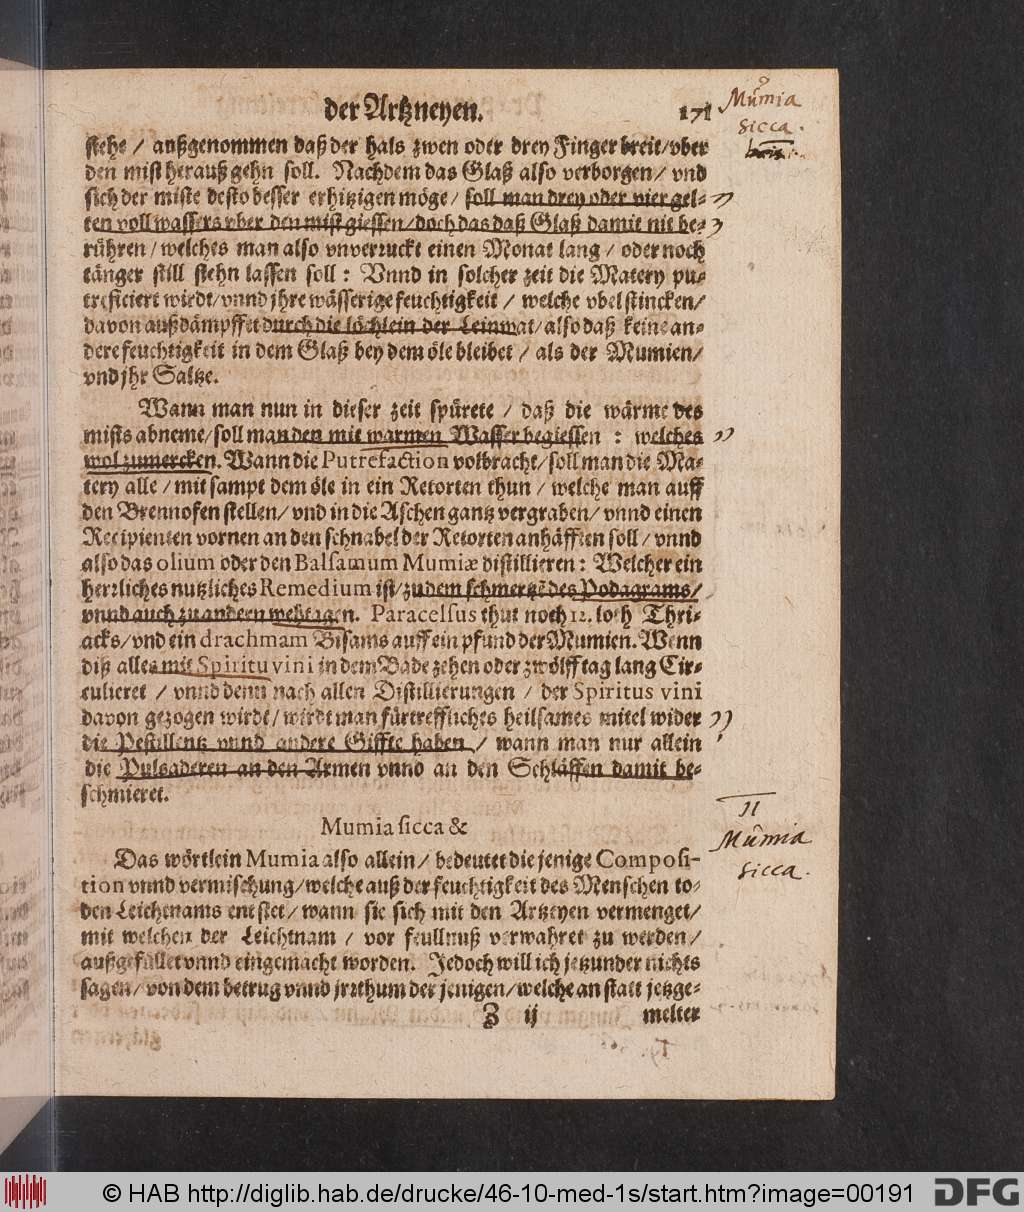 der Artzneyen. 171
Mumia
sicca.
stehe / außgenommen daß der hals zwen oder drey Finger breit / vber
den mist herauß gehn soll. Nachdem das Glaß also verborgen / vnd
sich der miste desto besser erhitzigen möge / soll man drey oder vier gel-
ten voll wassers vber den mist giessen / doch das daß Glaß damit nit be-
rühren / welches man also vnverzuckt einen Monat lang / oder noch
länger still stehn lassen soll : Vnnd in solcher zeit die Matery pu-
treficiert wirdt / vnnd jhre wässerige feuchtigkeit / welche vbel stincken /
davon außdämpffet durch die löchlein der Leinwat / also daß keine an-
dere feuchtigkeit in dem Glaß bey dem öle bleibet / als der Mumien /
vnd jhr Saltze.
Wann man nun in dieser zeit spürete / daß die wärme des
mists abneme / soll man den mit warmen Wasser begiessen : welches
wol zumercken. Wann die Putrefaction volbracht / soll man die Ma-
tery alle / mit sampt dem öle in ein Retorten thun / welche man auff
den Brennofen stellen / vnd in die Aschen gantz vergraben / vnnd einen
Recipienten vornen an den schnabel der Retorten anhäfften soll / vnnd
also das olium oder den Balsamum Mumiæ distillieren : Welcher ein
herrliches nutzliches Remedium ist / zu dem schmertzē des Podagrams /
vnnd auch zu andern wehtagen. Paracelsus thut noch 12. loth Thri-
acks / vnd ein drachmam Bisams auff ein pfund der Mumien. Wenn
diß alles mit Spiritu vini in dem Bade zehen oder zwölff tag lang Cir-
culieret / vnnd denn nach allen Distillierungen / der Spiritus vini
davon gezogen wirdt / wirdt man fürtreffliches heilsames mitel wider
die Pestillentz vnnd andere Giffte haben / wann man nur allein
die Pulsaderen an den Armen vnnd an den Schläffen damit be-
schmieret.
Mumia sicca &
II
Mumia
sicca.
Das wörtlein Mumia also allein / bedeutet die jenige Composi-
tion vnnd vermischung / welche auß der feuchtigkeit des Menschen to-
den Leichenams entstet / wann sie sich mit den Artzeyen vermenget /
mit welchen der Leichtnam / vor feullnuß verwahret zu werden /
außgefüllet vnnd eingemacht worden. Jedoch will ich jetzunder nichts
sagen / von dem betrug vnnd jrrthum der jenigen / welche an statt jetzge-
Z ij melter
© HAB http://diglib.hab.de/drucke/46-10-med-1s/start.htm?image=00191 DFG